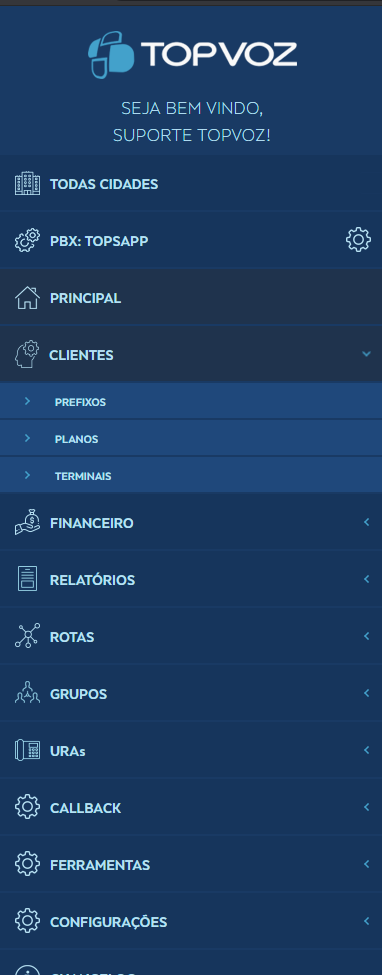 TOPVOZ
SEJA BEM VINDO,
SUPORTE TOPVOZ!
TODAS CIDADES
PBX: TOPSAPP
PRINCIPAL
CLIENTES
PREFIXOS
PLANOS
TERMINAIS
FINANCEIRO
RELATÓRIOS
ROTAS
GRUPOS
URAs
CALLBACK
FERRAMENTAS
CONFIGURAÇÕES